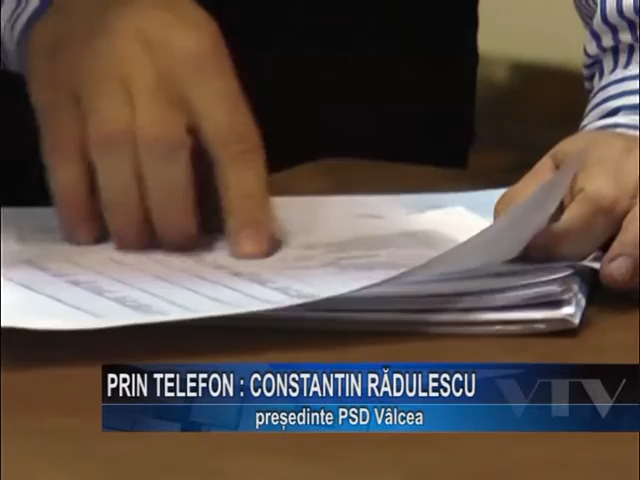 PRIN TELEFON : CONSTANTIN RĂDULESCU
președinte PSD Vâlcea
VTV